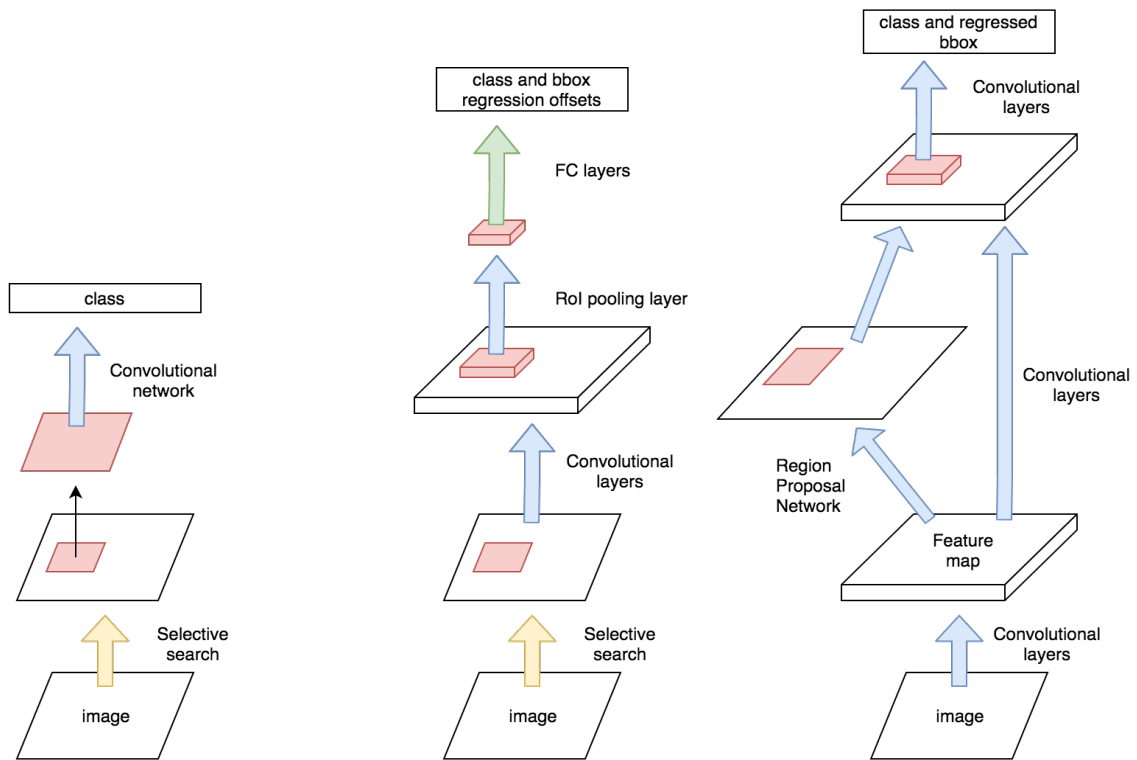 class
Convolutional
network
Selective
search
image
class and bbox
regression offsets
FC layers
RoI pooling layer
Convolutional
layers
Selective
search
image
class and regressed
bbox
Convolutional
layers
Convolutional
layers
Region
Proposal
Network
Feature
map
Convolutional
layers
image